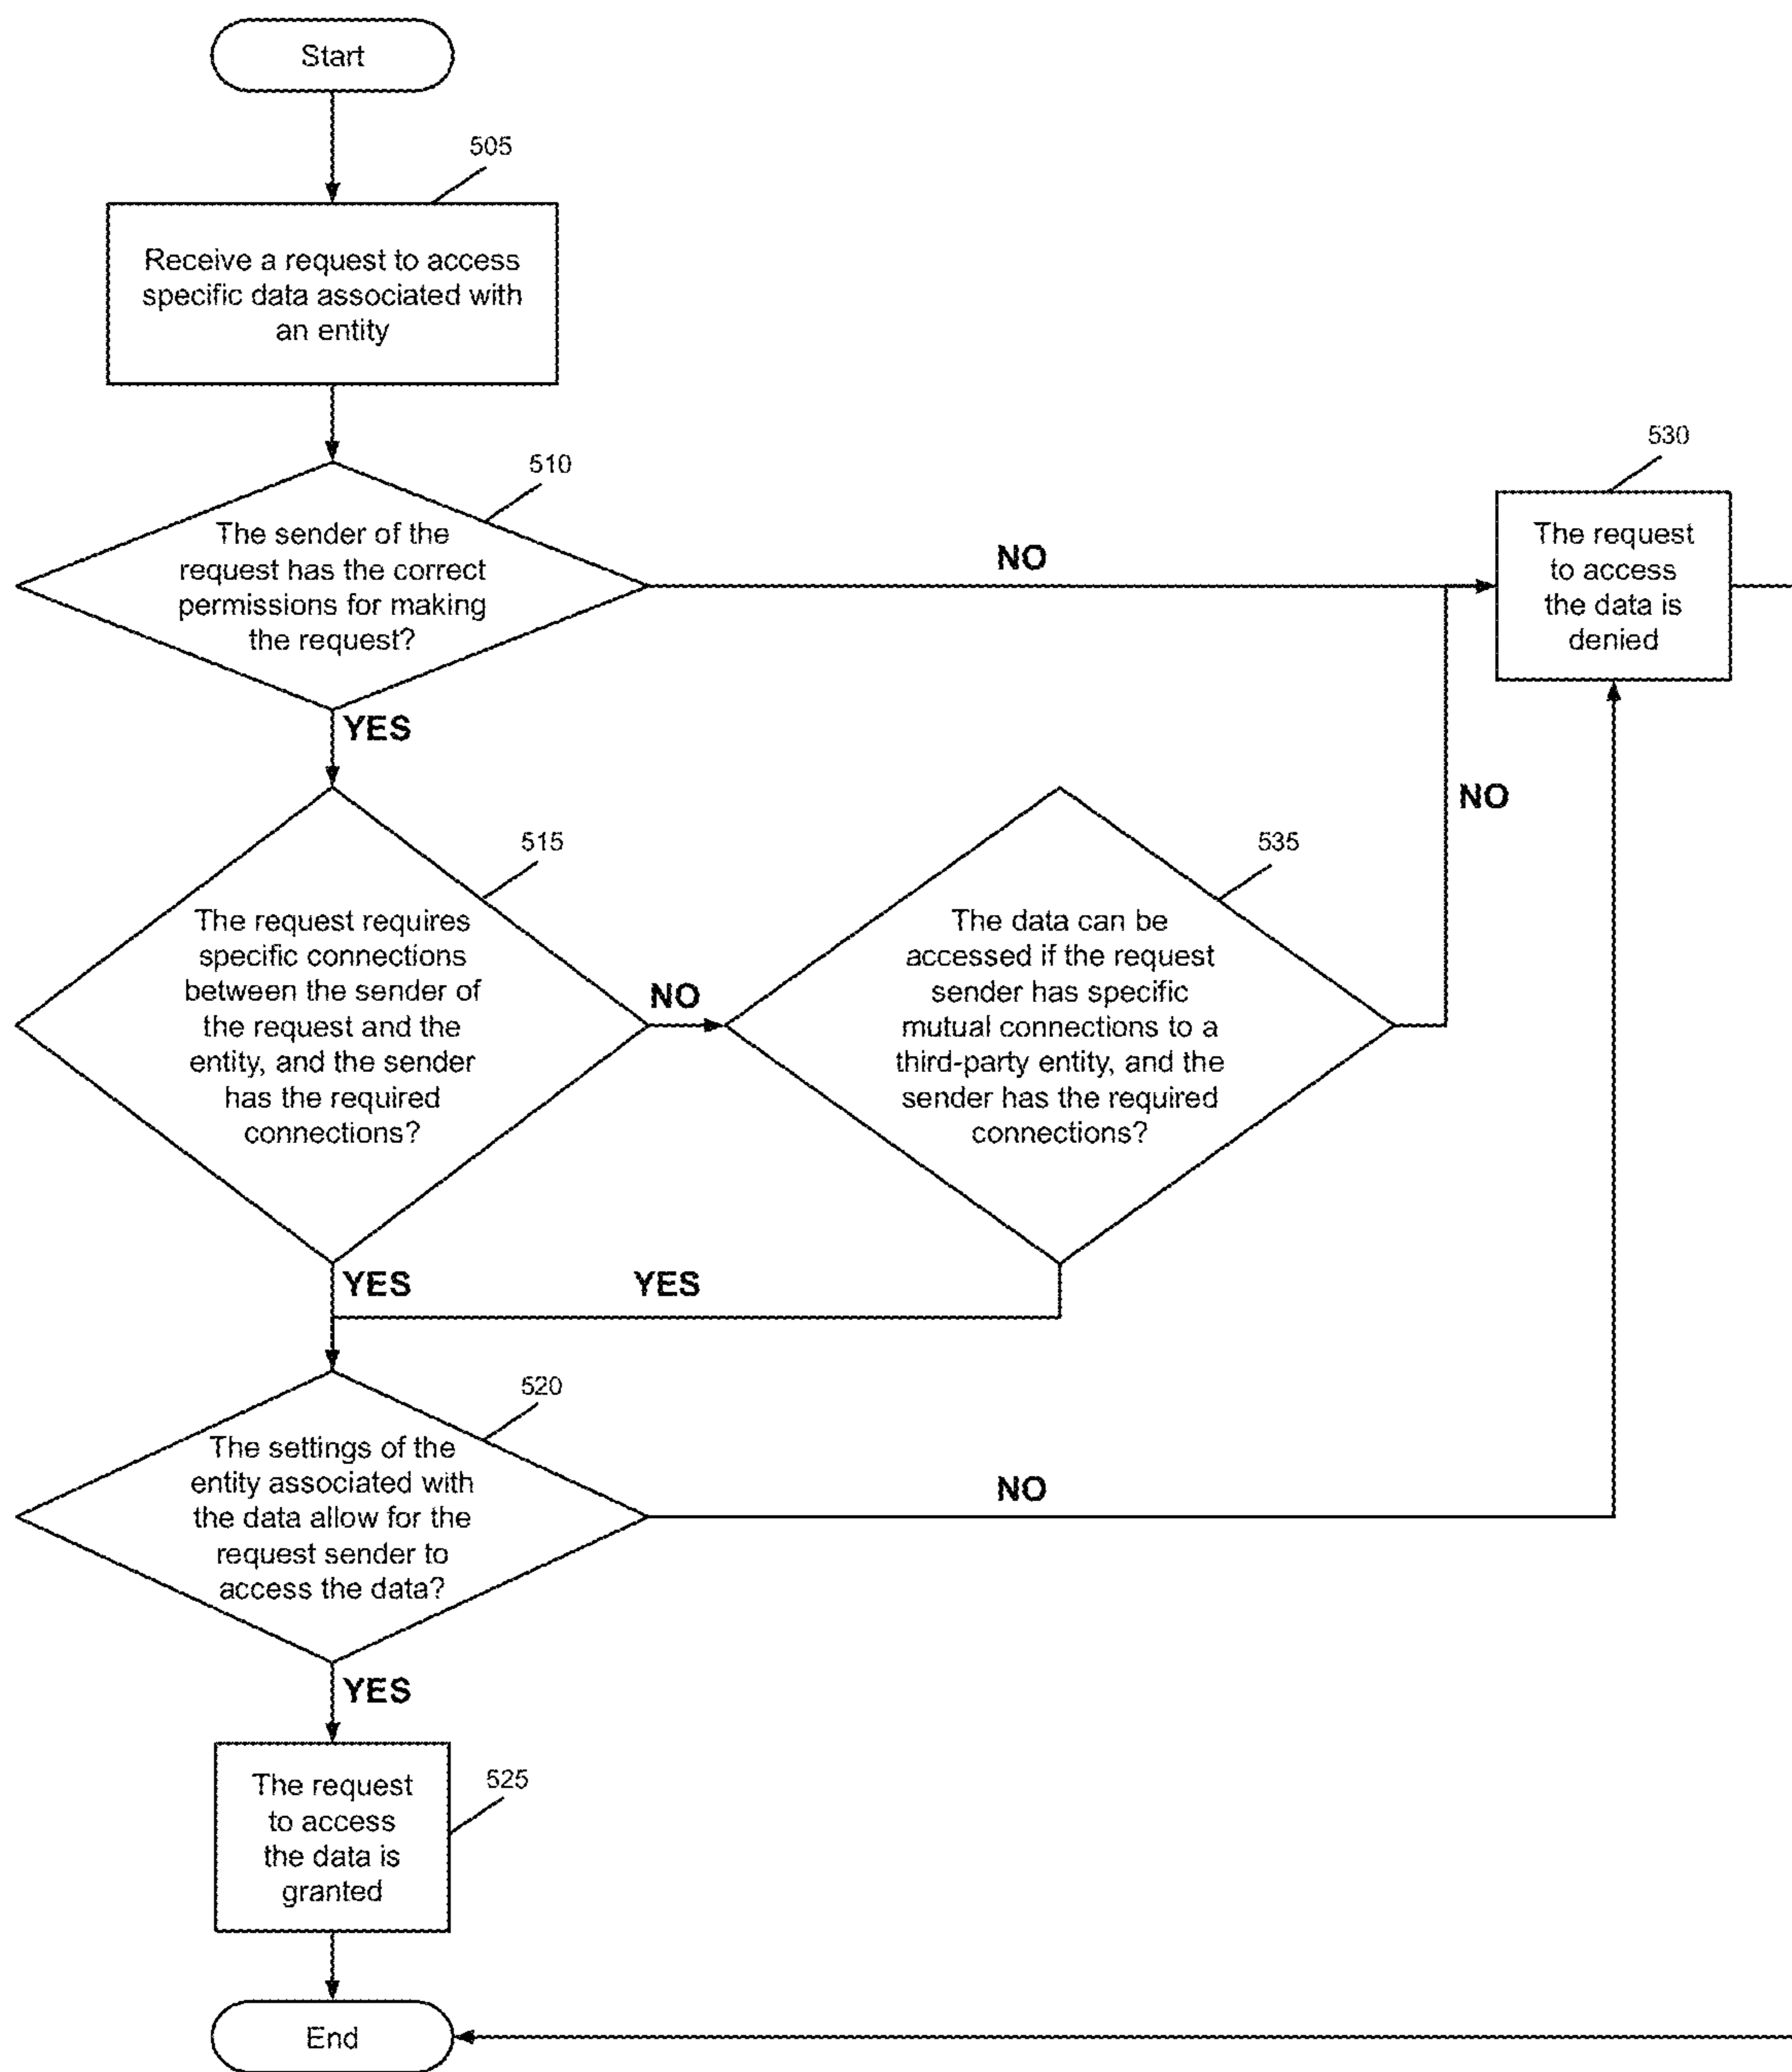 Start
505
Receive a request to access
specific data associated with
an entity
510
The sender of the
request has the correct
permissions for making
the request?
NO
530
The request
to access
the data is
denied
YES
515
The request requires
specific connections
between the sender of
the request and the
entity, and the sender
has the required
connections?
NO
535
The data can be
accessed if the request
sender has specific
mutual connections to a
third-party entity, and the
sender has the required
connections?
NO
YES
YES
520
The settings of the
entity associated with
the data allow for the
request sender to
access the data?
NO
YES
525
The request
to access
the data is
granted
End